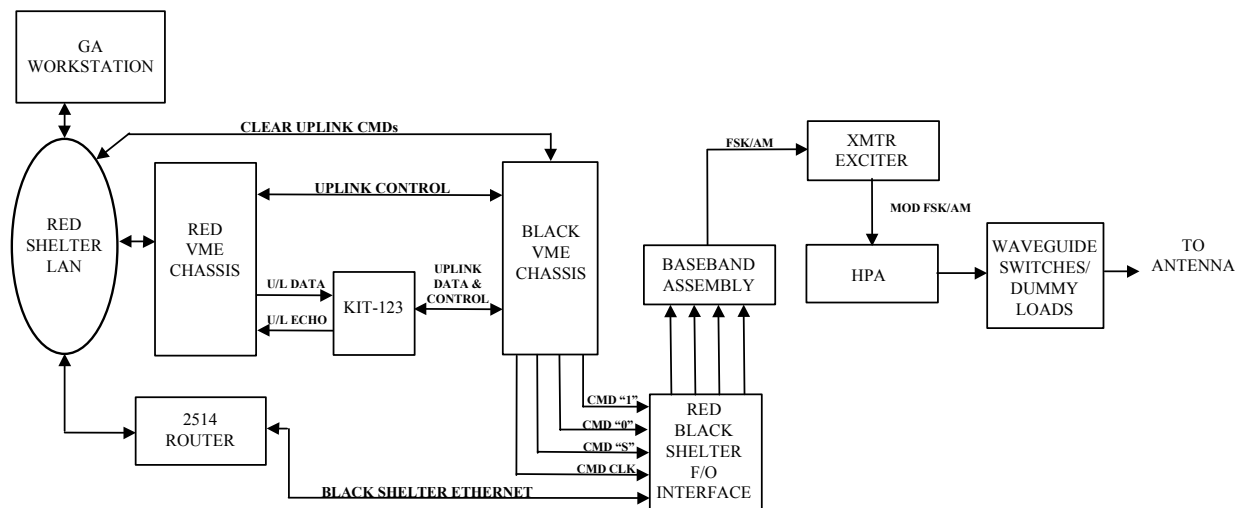 GA
WORKSTATION
CLEAR UPLINK CMDs
RED
SHELTER
LAN
RED
VME
CHASSIS
UPLINK CONTROL
U/L DATA
U/L ECHO
KIT-123
UPLINK
DATA &
CONTROL
BLACK
VME
CHASSIS
2514
ROUTER
CMD “1”
CMD “0”
CMD “S”
CMD CLK
BLACK SHELTER ETHERNET
RED
BLACK
SHELTER
F/O
INTERFACE
BASEBAND
ASSEMBLY
FSK/AM
XMTR
EXCITER
MOD FSK/AM
HPA
WAVEGUIDE
SWITCHES/
DUMMY
LOADS
TO
ANTENNA